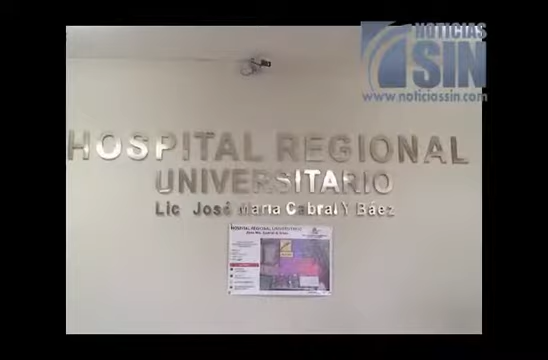 NOTICIAS
SIN
www.noticiassin.com
HOSPITAL REGIONAL
UNIVERSITARIO
Lic José María Cabral Y Báez
HOSPITAL REGIONAL UNIVERSITARIO